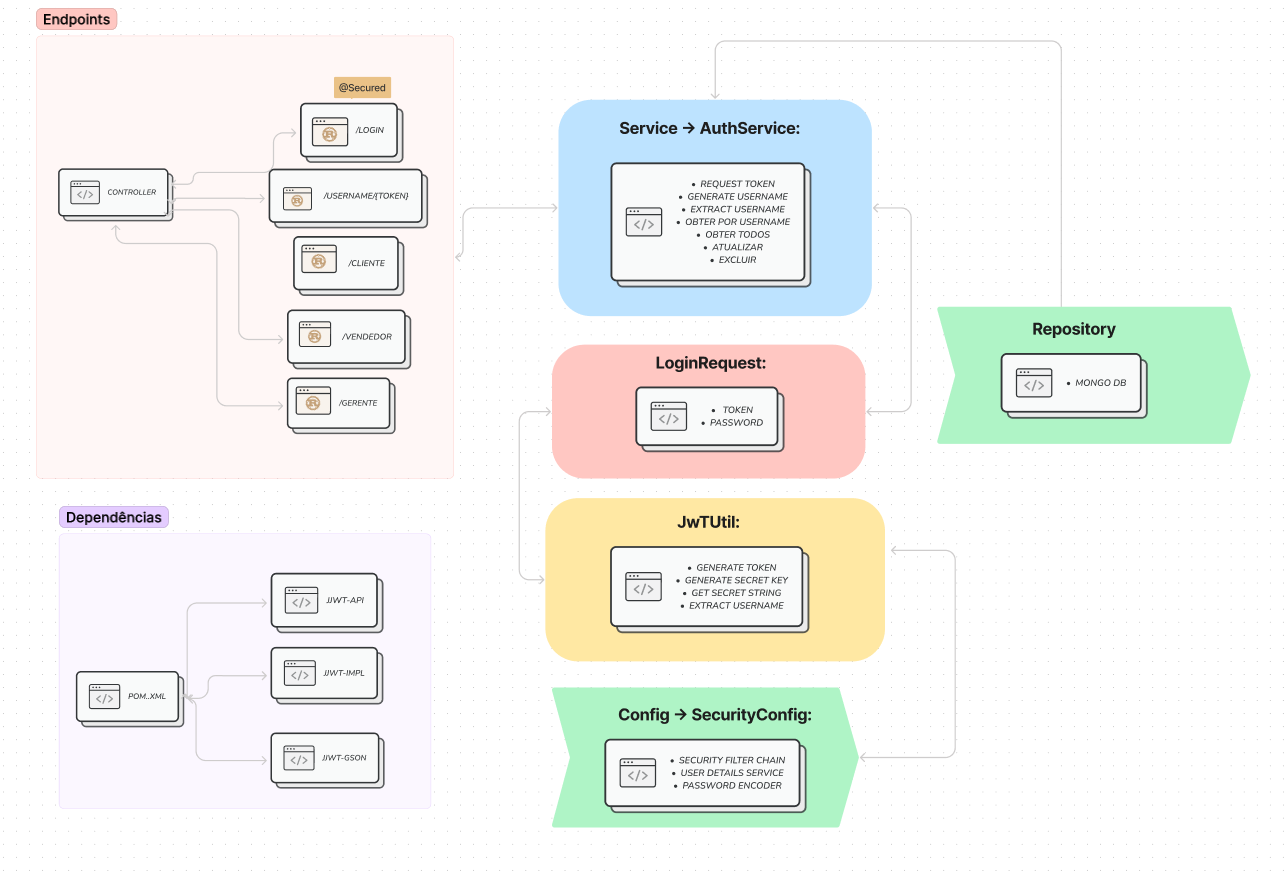 Endpoints
@Secured
/LOGIN
CONTROLLER
/USERNAME/{TOKEN}
/CLIENTE
/VENDEDOR
/GERENTE
Service → AuthService:
• REQUEST TOKEN
• GENERATE USERNAME
• EXTRACT USERNAME
• OBTER POR USERNAME
• OBTER TODOS
• ATUALIZAR
• EXCLUIR
Repository
• MONGO DB
LoginRequest:
• TOKEN
• PASSWORD
JwTUtil:
• GENERATE TOKEN
• GENERATE SECRET KEY
• GET SECRET STRING
• EXTRACT USERNAME
Config → SecurityConfig:
• SECURITY FILTER CHAIN
• USER DETAILS SERVICE
• PASSWORD ENCODER
Dependências
POM..XML
JJWT-API
JJWT-IMPL
JJWT-GSON